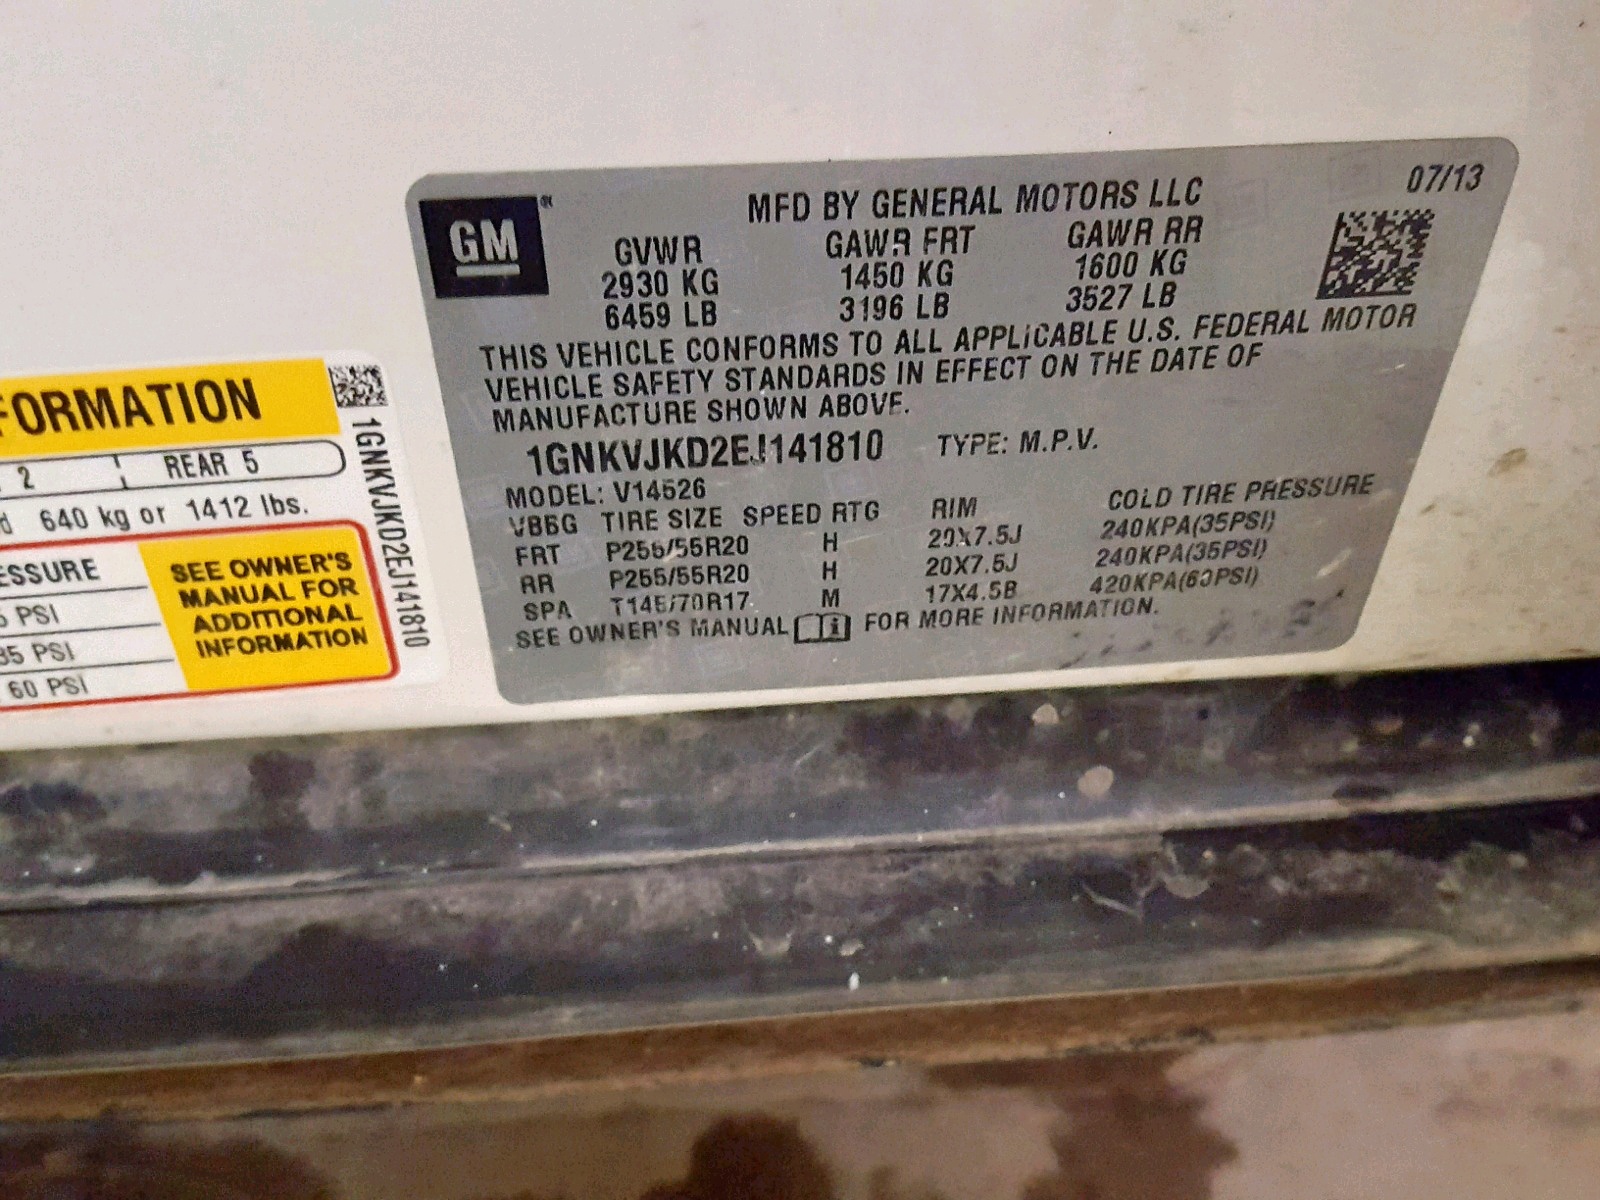 FORMATION
2 REAR 5
640 kg or 1412 lbs.
ESSURE
PSI
35 PSI
60 PSI
SEE OWNER'S
MANUAL FOR
ADDITIONAL
INFORMATION
1GNKVJKD2EJ141810
GM
07/13
MFD BY GENERAL MOTORS LLC
GVWR GAWR FRT GAWR RR
2930 KG 1450 KG 1600 KG
6459 LB 3196 LB 3527 LB
THIS VEHICLE CONFORMS TO ALL APPLICABLE U.S. FEDERAL MOTOR
VEHICLE SAFETY STANDARDS IN EFFECT ON THE DATE OF
MANUFACTURE SHOWN ABOVE.
1GNKVJKD2EJ141810 TYPE: M.P.V.
MODEL: V14526
TIRE SIZE SPEED RTG RIM COLD TIRE PRESSURE
FRT P255/55R20 H 20X7.5J 240KPA(35PSI)
RR P255/55R20 H 20X7.5J 240KPA(35PSI)
SPA T145/70R17 M 17X4.5B 420KPA(60PSI)
SEE OWNER'S MANUAL FOR MORE INFORMATION.